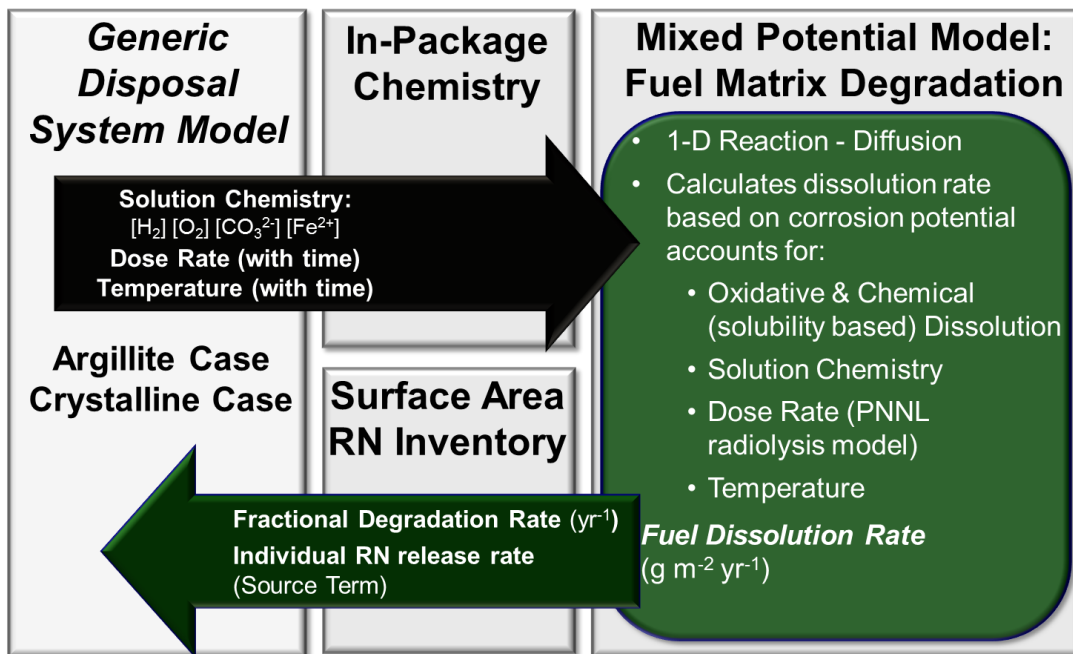 Generic
Disposal
System Model
In-Package
Chemistry
Mixed Potential Model:
Fuel Matrix Degradation
Solution Chemistry:
[H₂] [O₂] [CO₃²⁻] [Fe²⁺]
Dose Rate (with time)
Temperature (with time)
• 1-D Reaction - Diffusion
• Calculates dissolution rate
based on corrosion potential
accounts for:
• Oxidative & Chemical
(solubility based) Dissolution
• Solution Chemistry
• Dose Rate (PNNL
radiolysis model)
• Temperature
Fuel Dissolution Rate
(g m⁻² yr⁻¹)
Argillite Case
Crystalline Case
Surface Area
RN Inventory
Fractional Degradation Rate (yr⁻¹)
Individual RN release rate
(Source Term)